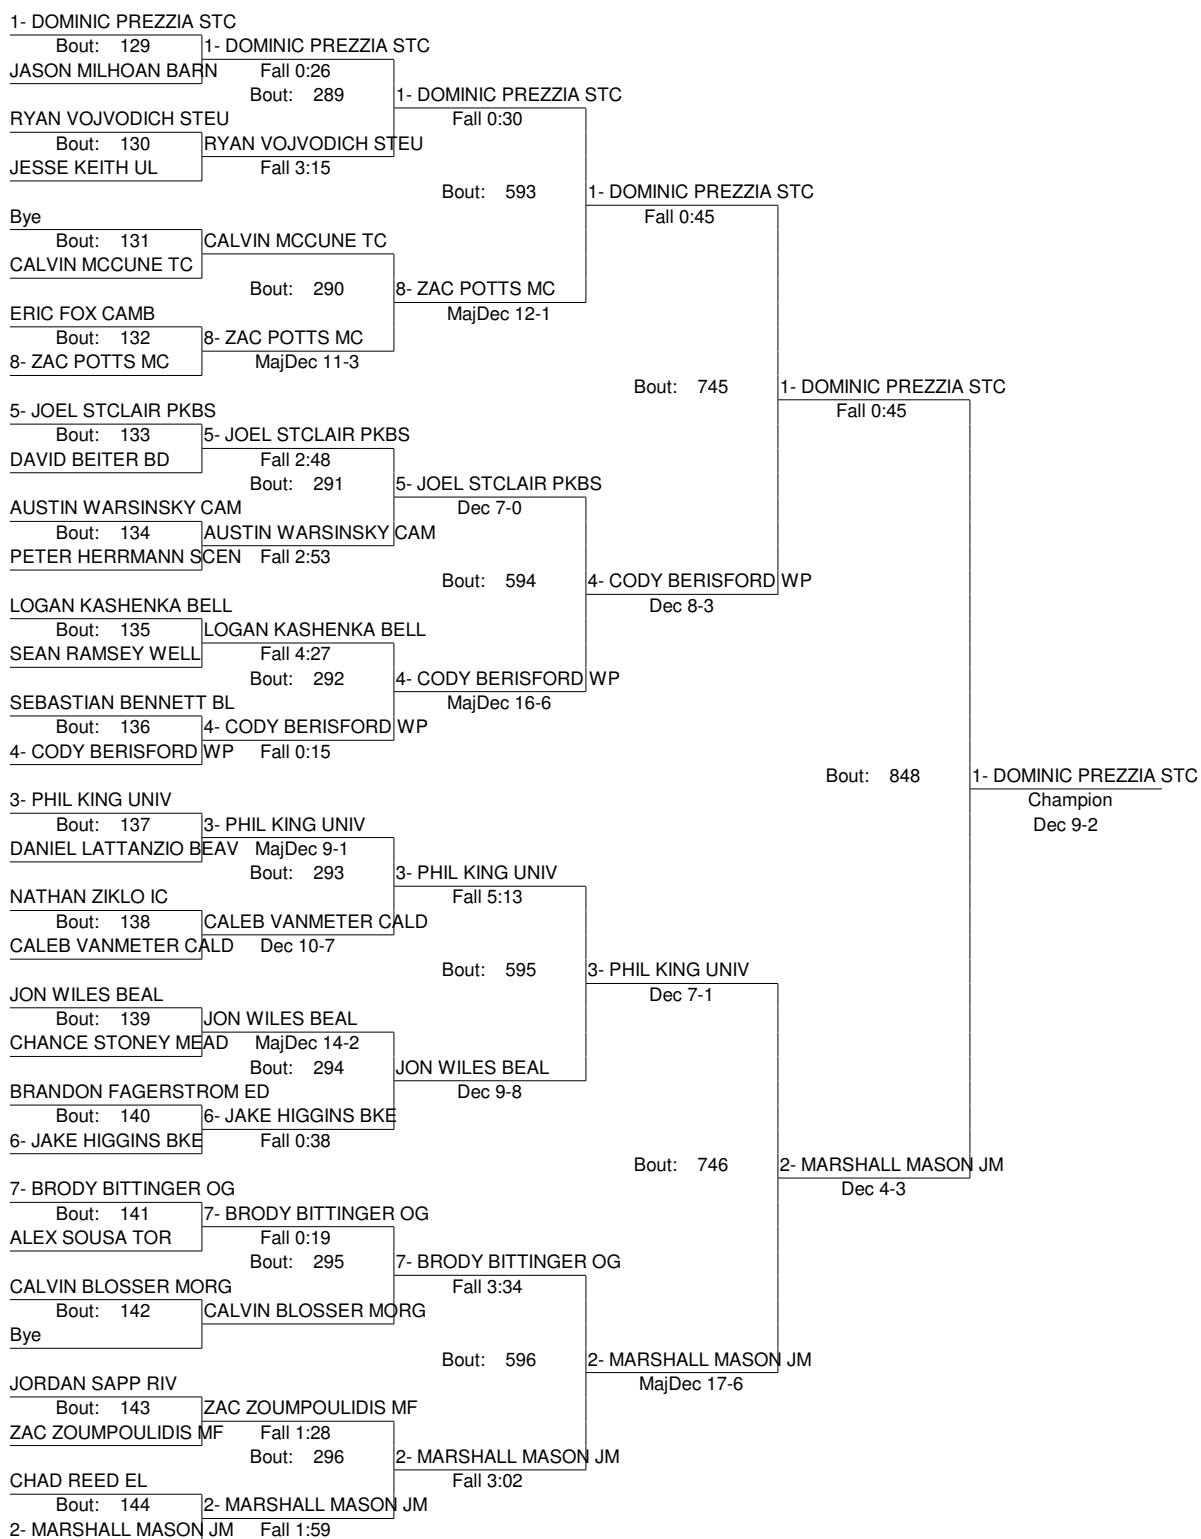 1- DOMINIC PREZZIA STC
Bout: 129 1- DOMINIC PREZZIA STC
JASON MILHOAN BARN Fall 0:26
Bout: 289 1- DOMINIC PREZZIA STC
RYAN VOJVODICH STEU Fall 0:30
Bout: 130 RYAN VOJVODICH STEU
JESSE KEITH UL Fall 3:15
Bout: 593 1- DOMINIC PREZZIA STC
Bye Fall 0:45
Bout: 131 CALVIN MCCUNE TC
CALVIN MCCUNE TC
Bout: 290 8- ZAC POTTS MC
ERIC FOX CAMB MajDec 12-1
Bout: 132 8- ZAC POTTS MC
8- ZAC POTTS MC MajDec 11-3
Bout: 745 1- DOMINIC PREZZIA STC
5- JOEL STCLAIR PKBS Fall 0:45
Bout: 133 5- JOEL STCLAIR PKBS
DAVID BEITER BD Fall 2:48
Bout: 291 5- JOEL STCLAIR PKBS
AUSTIN WARSINSKY CAM Dec 7-0
Bout: 134 AUSTIN WARSINSKY CAM
PETER HERRMANN SCEN Fall 2:53
Bout: 594 4- CODY BERISFORD WP
LOGAN KASHENKA BELL Dec 8-3
Bout: 135 LOGAN KASHENKA BELL
SEAN RAMSEY WELL Fall 4:27
Bout: 292 4- CODY BERISFORD WP
SEBASTIAN BENNETT BL MajDec 16-6
Bout: 136 4- CODY BERISFORD WP
4- CODY BERISFORD WP Fall 0:15
Bout: 848 1- DOMINIC PREZZIA STC
3- PHIL KING UNIV Champion
Bout: 137 3- PHIL KING UNIV Dec 9-2
DANIEL LATTANZIO BEAV MajDec 9-1
Bout: 293 3- PHIL KING UNIV
NATHAN ZIKLO IC Fall 5:13
Bout: 138 CALEB VANMETER CALD
CALEB VANMETER CALD Dec 10-7
Bout: 595 3- PHIL KING UNIV
JON WILES BEAL Dec 7-1
Bout: 139 JON WILES BEAL
CHANCE STONEY MEAD MajDec 14-2
Bout: 294 JON WILES BEAL
BRANDON FAGERSTROM ED Dec 9-8
Bout: 140 6- JAKE HIGGINS BKE
6- JAKE HIGGINS BKE Fall 0:38
Bout: 746 2- MARSHALL MASON JM
7- BRODY BITTINGER OG Dec 4-3
Bout: 141 7- BRODY BITTINGER OG
ALEX SOUSA TOR Fall 0:19
Bout: 295 7- BRODY BITTINGER OG
CALVIN BLOSSER MORG Fall 3:34
Bout: 142 CALVIN BLOSSER MORG
Bye
Bout: 596 2- MARSHALL MASON JM
JORDAN SAPP RIV MajDec 17-6
Bout: 143 ZAC ZOUMPOULIDIS MF
ZAC ZOUMPOULIDIS MF Fall 1:28
Bout: 296 2- MARSHALL MASON JM
CHAD REED EL Fall 3:02
Bout: 144 2- MARSHALL MASON JM
2- MARSHALL MASON JM Fall 1:59